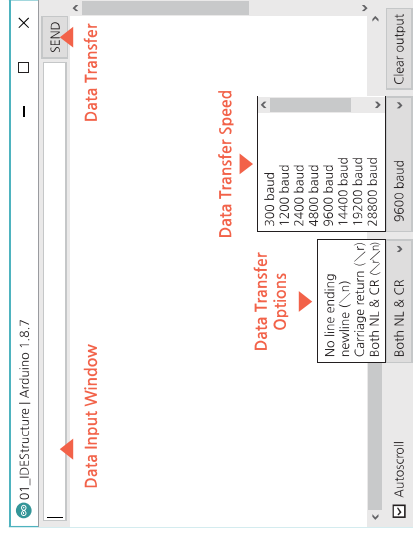 01_IDEStructure | Arduino 1.8.7
SEND
Data Input Window
Data Transfer
Data Transfer Speed
Data Transfer
Options
300 baud
1200 baud
2400 baud
4800 baud
9600 baud
14400 baud
19200 baud
28800 baud
No line ending
newline (\n)
Carriage return (\r)
Both NL & CR (\r\n)
Autoscroll
Both NL & CR
9600 baud
Clear output